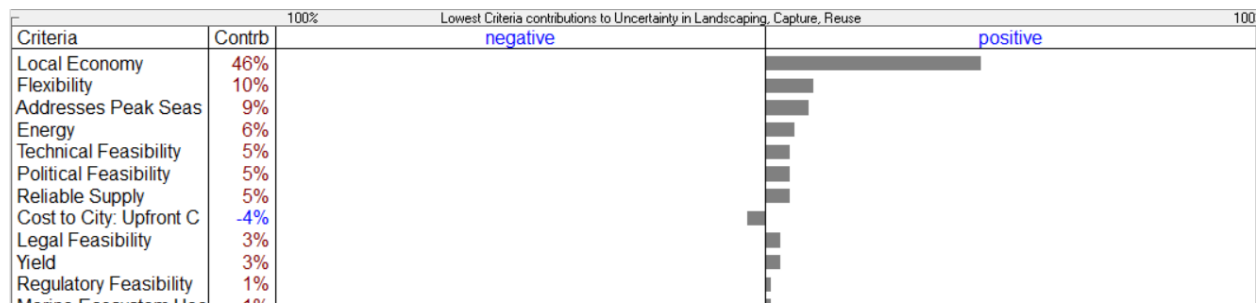 100% Lowest Criteria contributions to Uncertainty in Landscaping, Capture, Reuse 100
Criteria Contrb negative positive
Local Economy 46%
Flexibility 10%
Addresses Peak Seas 9%
Energy 6%
Technical Feasibility 5%
Political Feasibility 5%
Reliable Supply 5%
Cost to City: Upfront C -4%
Legal Feasibility 3%
Yield 3%
Regulatory Feasibility 1%
Marine Ecosystem 1%